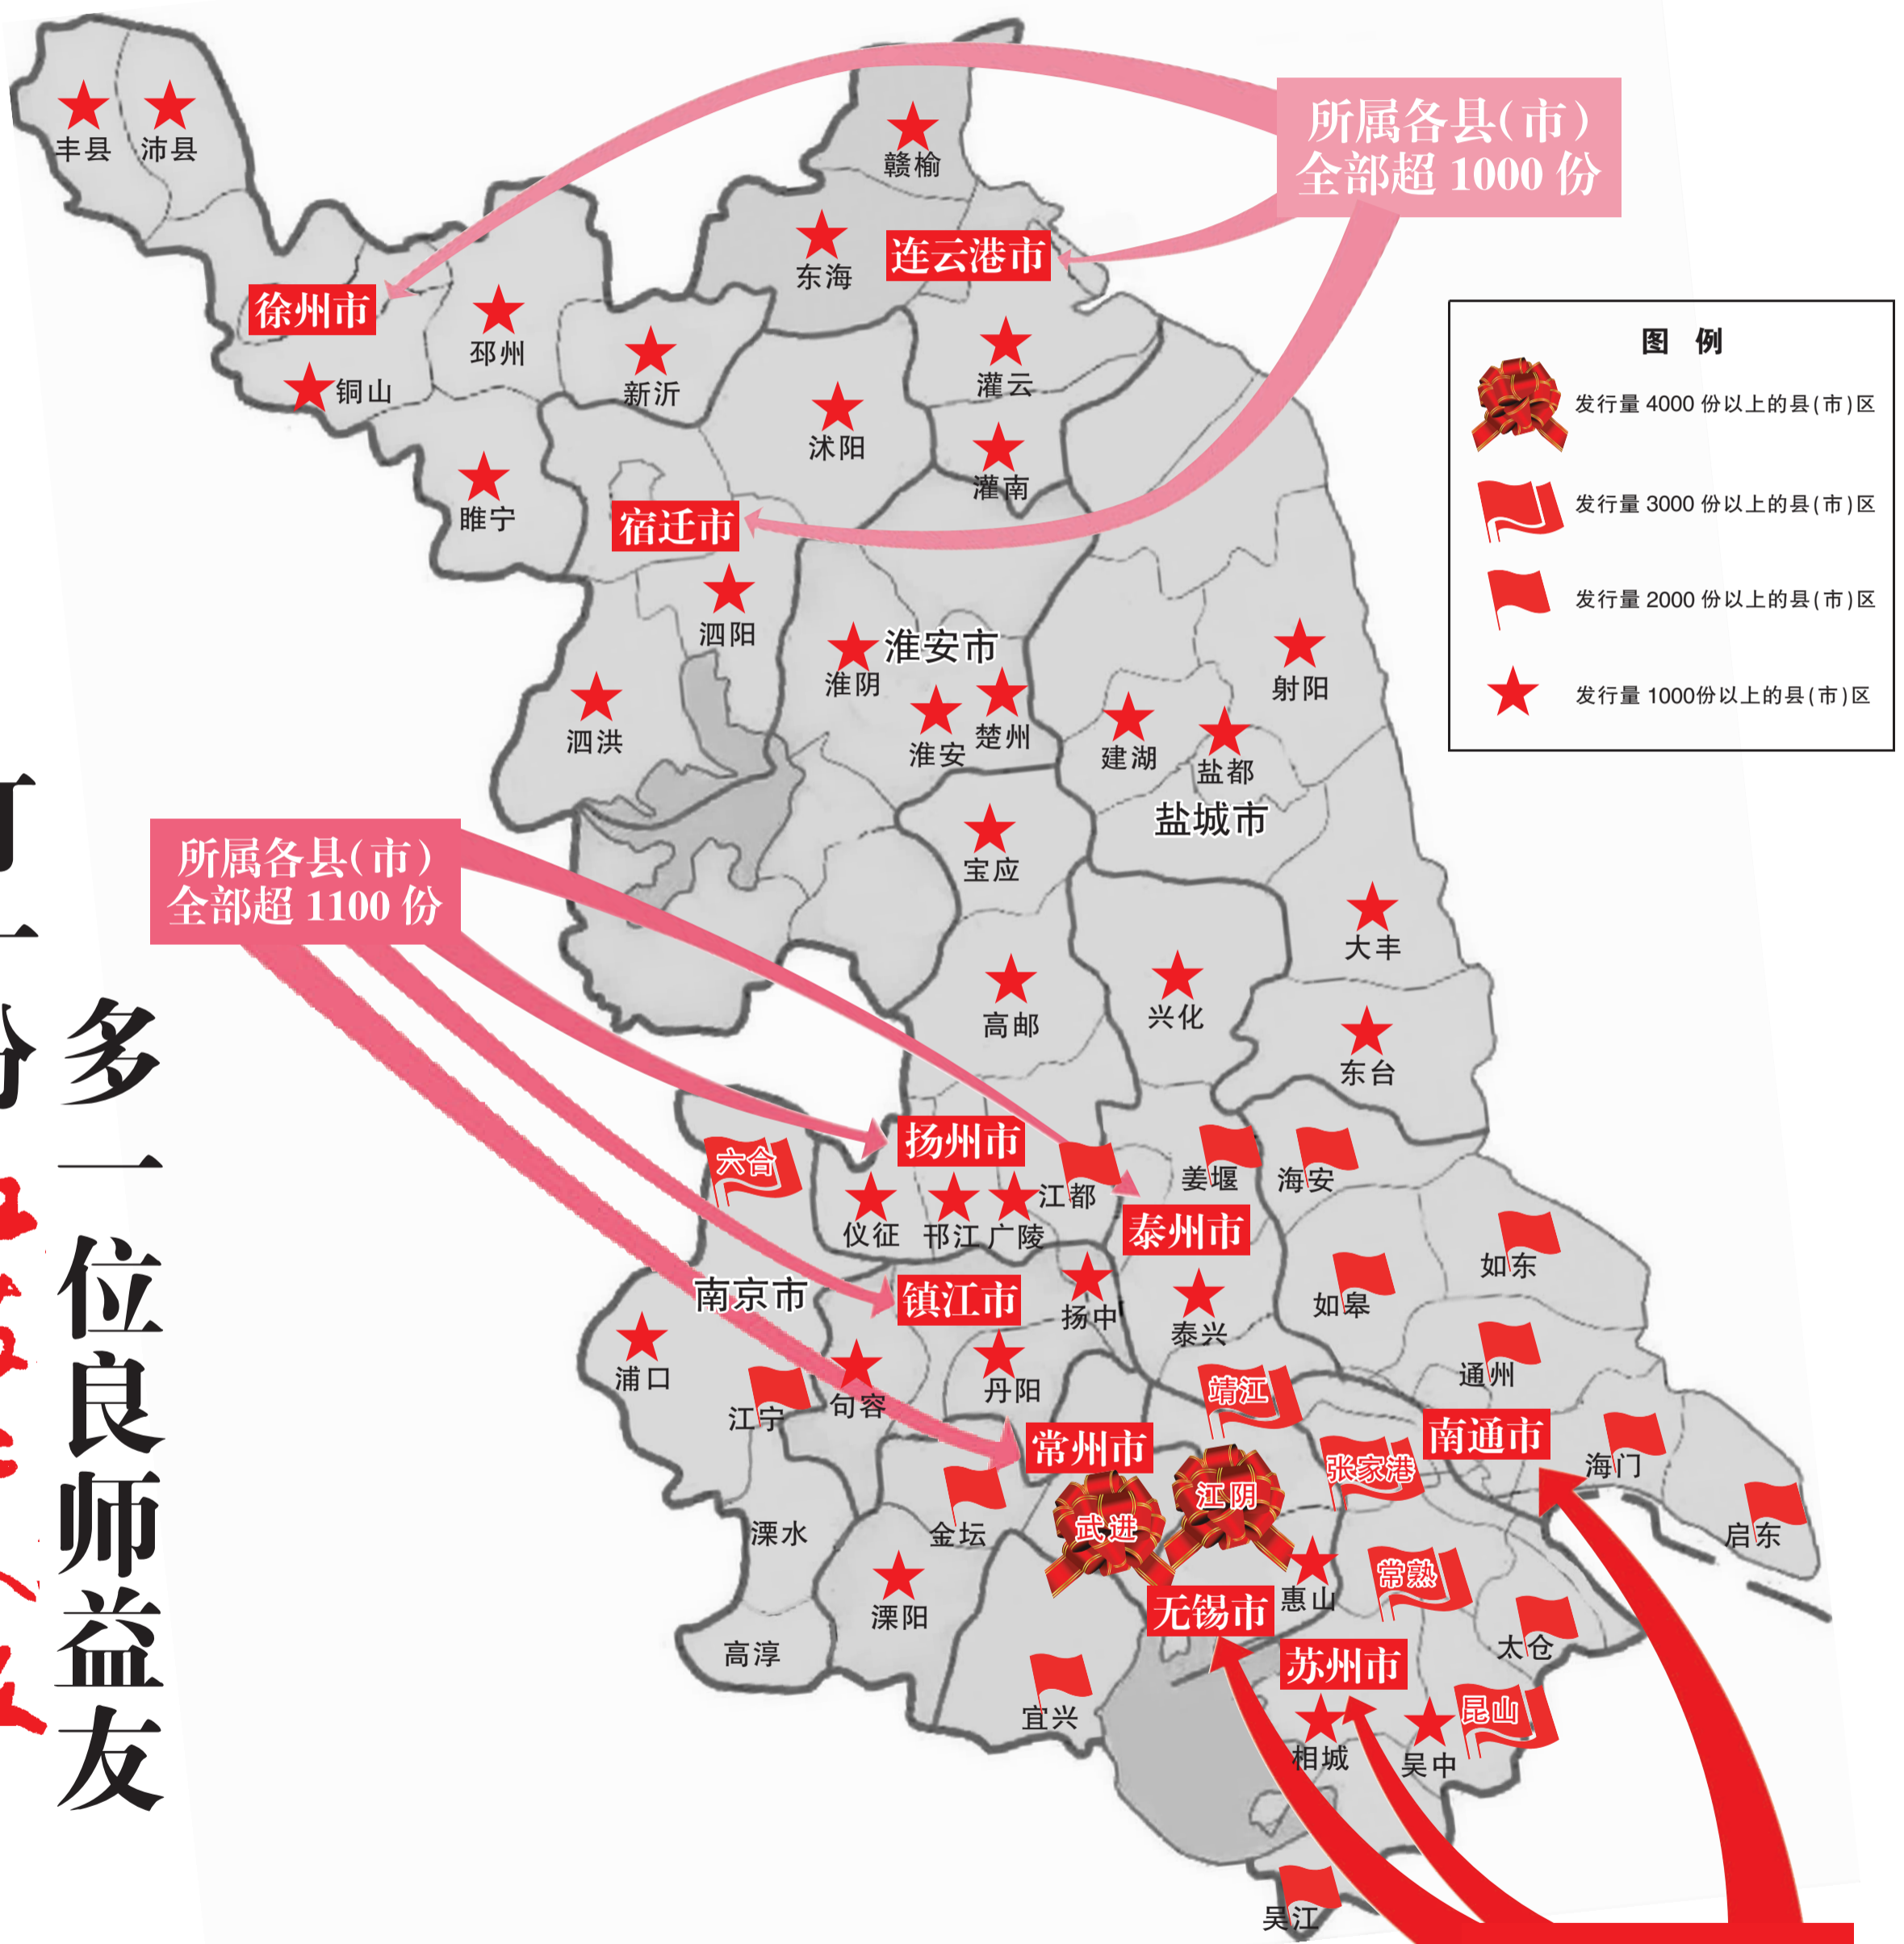 所属各县(市)
全部超 1000 份
图 例
发行量 4000 份以上的县(市)区
发行量 3000 份以上的县(市)区
发行量 2000 份以上的县(市)区
发行量 1000份以上的县(市)区
丰县
沛县
赣榆
东海
连云港市
徐州市
邳州
新沂
铜山
灌云
沭阳
灌南
睢宁
宿迁市
泗阳
淮安市
淮阴
射阳
泗洪
淮安
楚州
建湖
盐都
盐城市
所属各县(市)
全部超 1100 份
宝应
大丰
高邮
兴化
东台
扬州市
六合
江都
姜堰
海安
仪征
邗江
广陵
泰州市
如东
南京市
镇江市
扬中
泰兴
如皋
浦口
江宁
句容
丹阳
通州
靖江
常州市
张家港
南通市
海门
江阴
武进
金坛
溧水
启东
常熟
惠山
无锡市
溧阳
高淳
太仓
苏州市
宜兴
昆山
相城
吴中
吴江
多一位良师益友